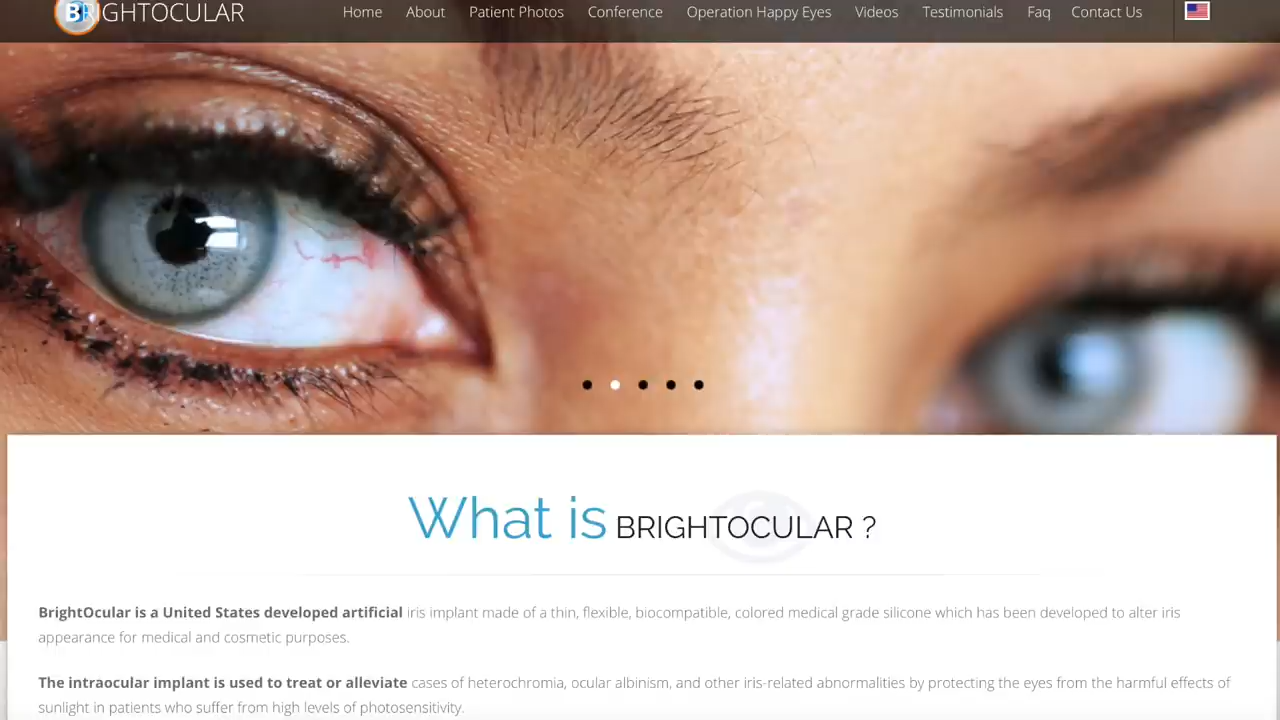 BRIGHTOCULAR Home About Patient Photos Conference Operation Happy Eyes Videos Testimonials Faq Contact Us
What is BRIGHTOCULAR ?
BrightOcular is a United States developed artificial iris implant made of a thin, flexible, biocompatible, colored medical grade silicone which has been developed to alter iris
appearance for medical and cosmetic purposes.
The intraocular implant is used to treat or alleviate cases of heterochromia, ocular albinism, and other iris-related abnormalities by protecting the eyes from the harmful effects of
sunlight in patients who suffer from high levels of photosensitivity.